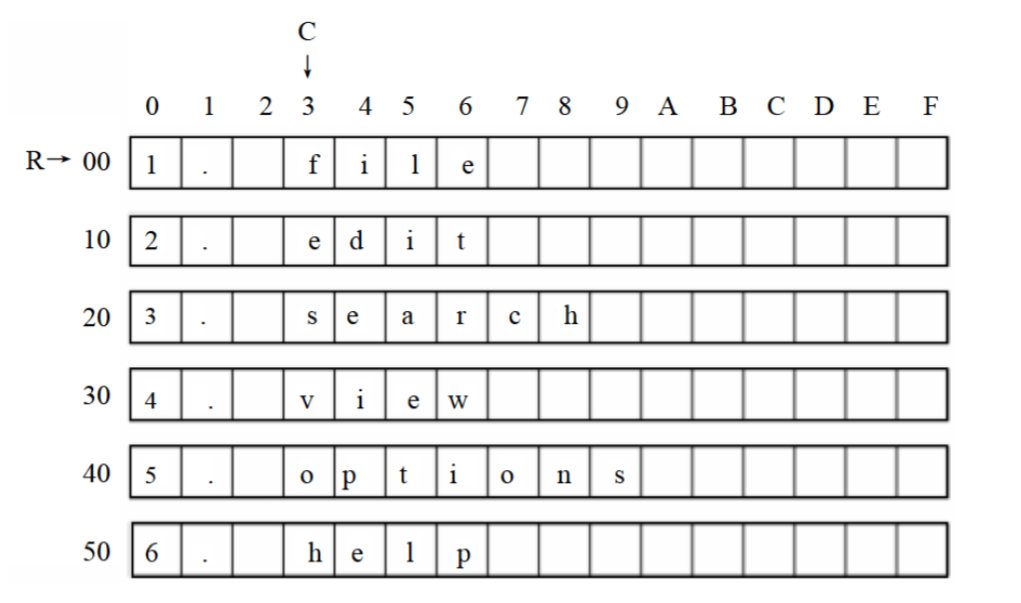 C
↓
0 1 2 3 4 5 6 7 8 9 A B C D E F
R→ 00 1 . f i l e
10 2 . e d i t
20 3 . s e a r c h
30 4 . v i e w
40 5 . o p t i o n s
50 6 . h e l p